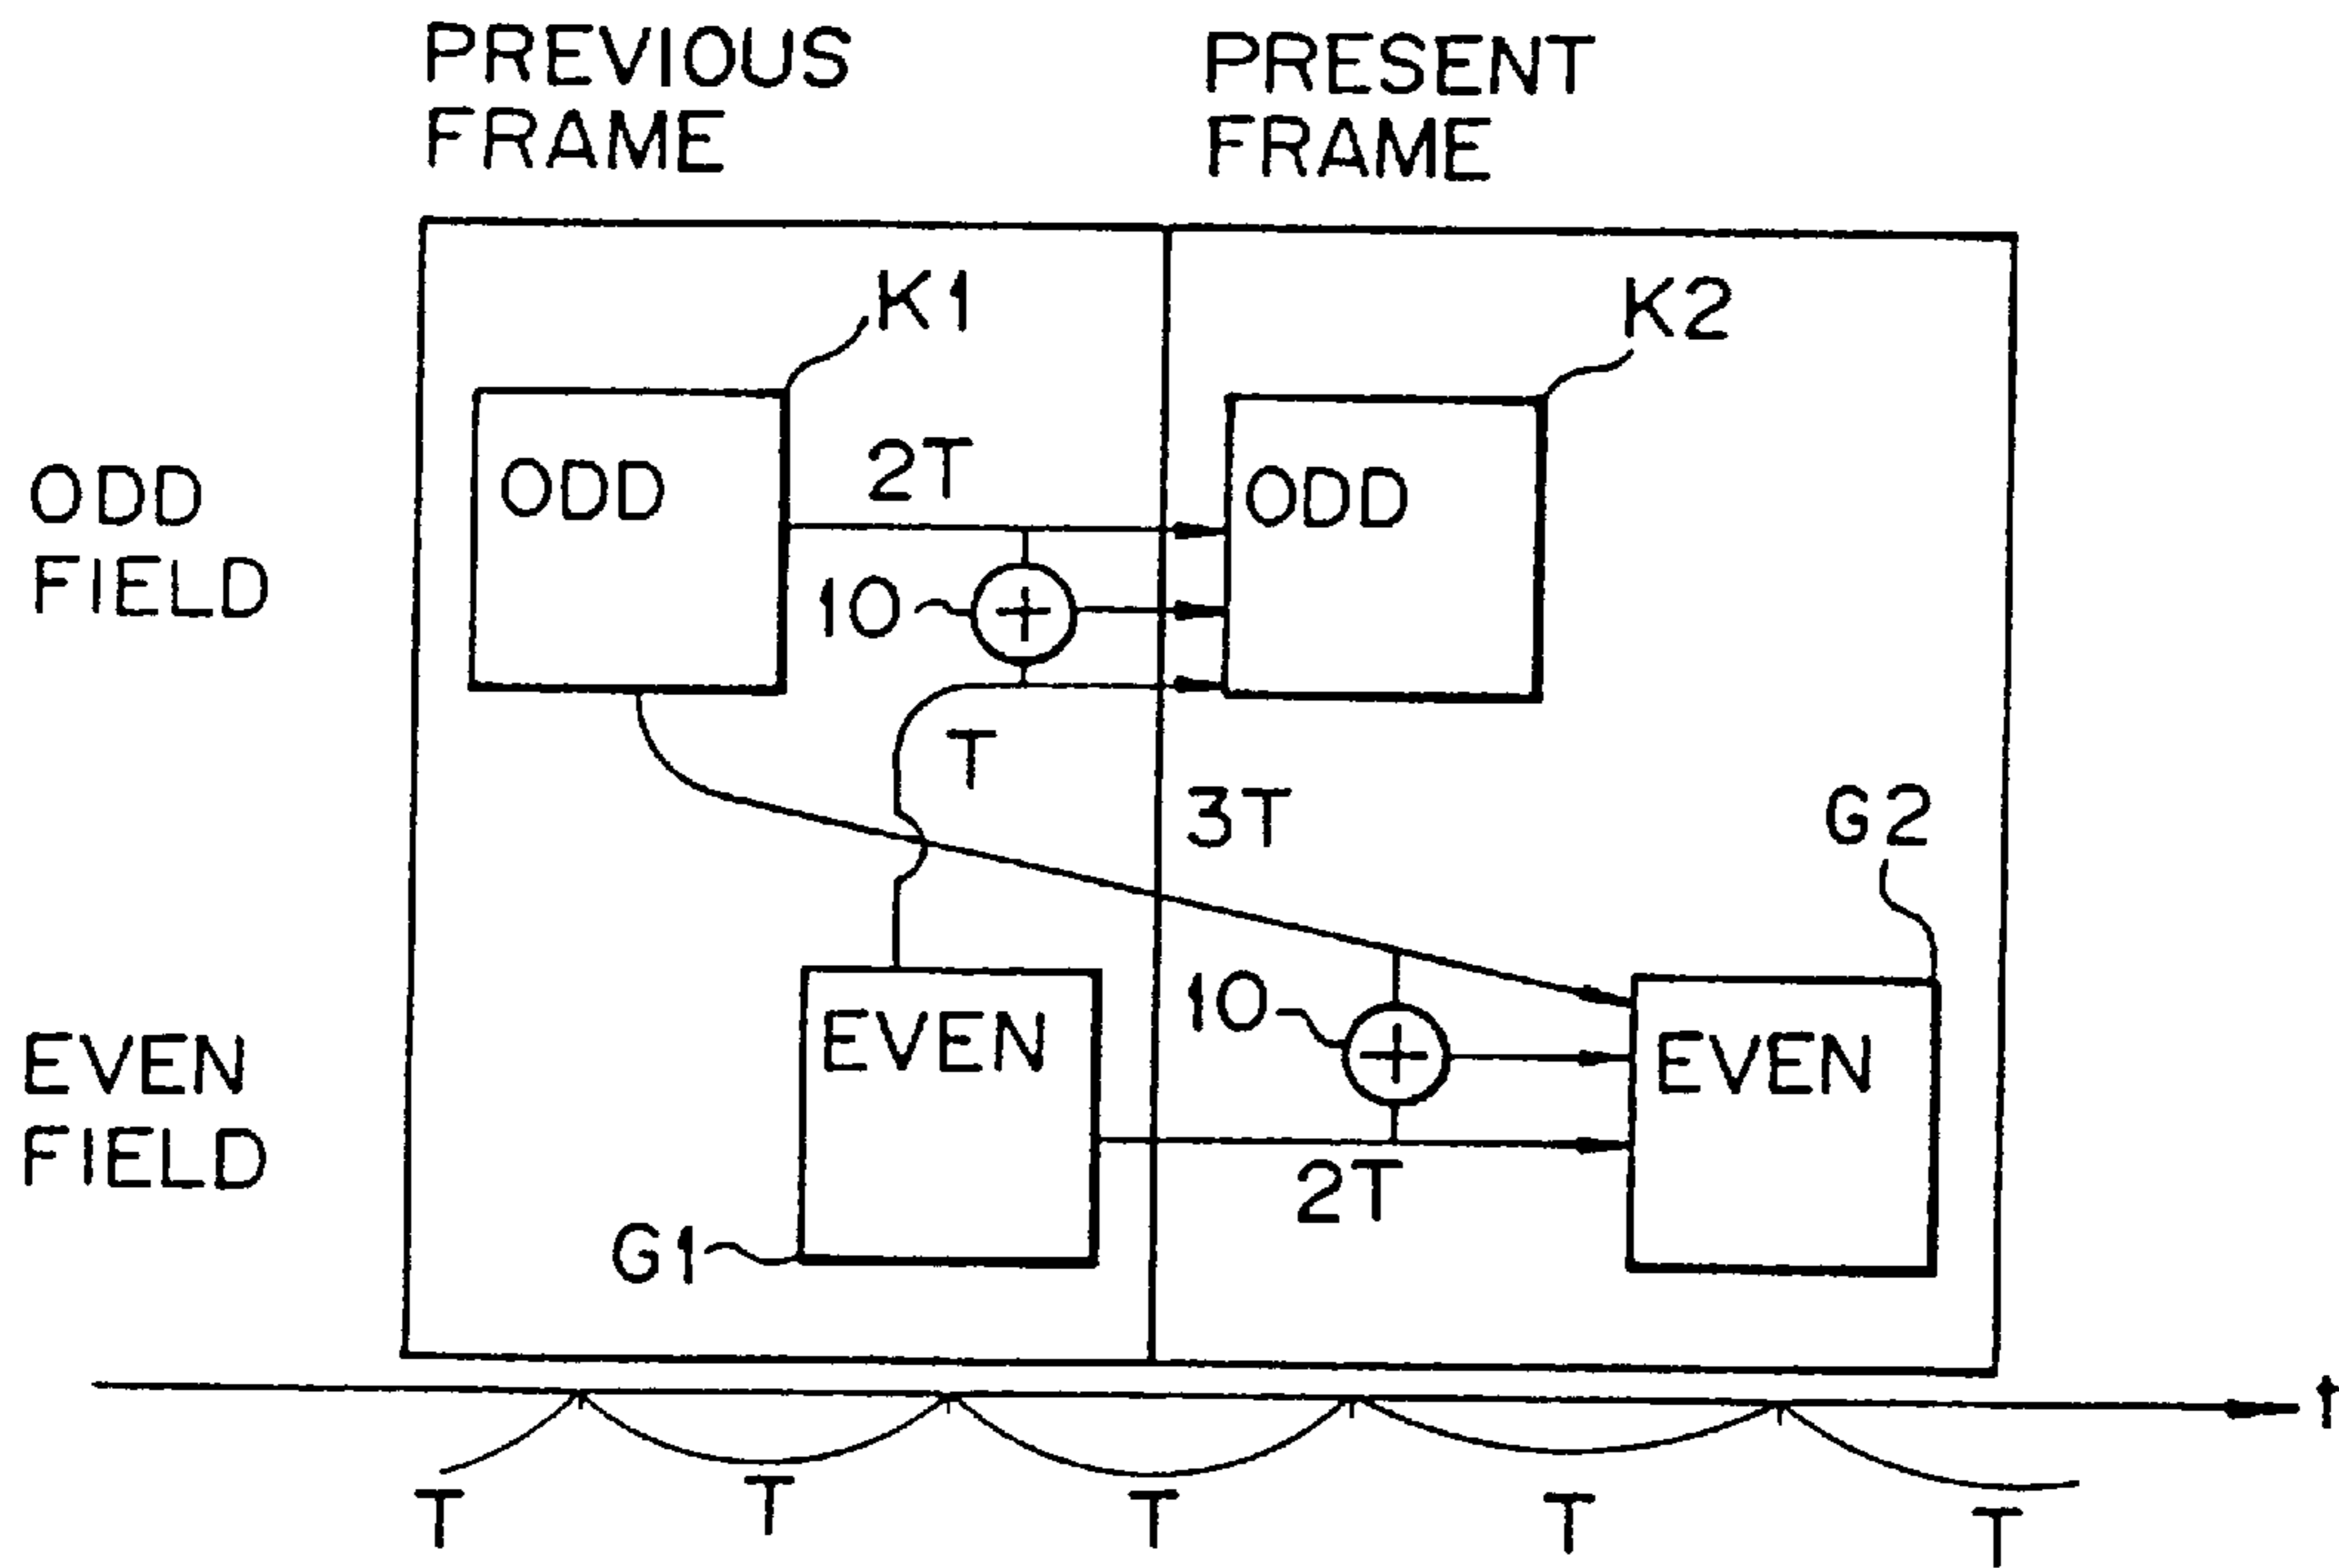 PREVIOUS
FRAME
PRESENT
FRAME
K1
K2
ODD
FIELD
ODD
2T
ODD
10
T
3T
G2
EVEN
FIELD
EVEN
10
EVEN
2T
G1
t
T
T
T
T
T